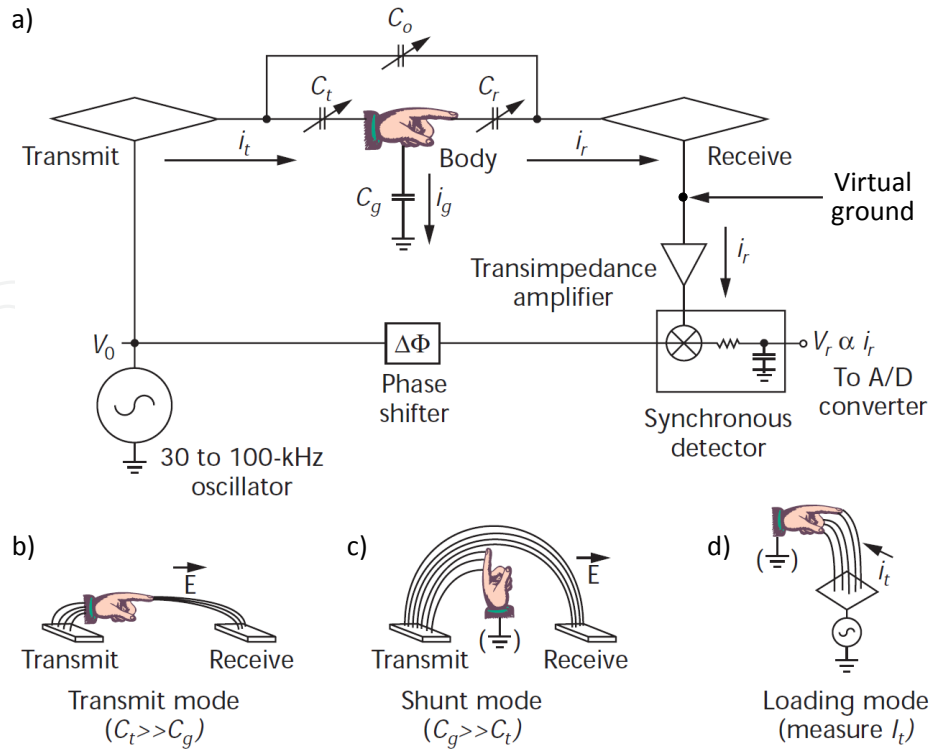 a)
C_o
C_t
C_r
Transmit
i_t
Body
i_r
Receive
C_g
i_g
Virtual
ground
i_r
Transimpedance
amplifier
V_0
ΔΦ
Phase
shifter
V_r α i_r
To A/D
converter
Synchronous
detector
30 to 100-kHz
oscillator
b)
E
Transmit
Receive
Transmit mode
(C_t>>C_g)
c)
E
( )
Transmit
Receive
Shunt mode
(C_g>>C_t)
d)
( )
i_t
Loading mode
(measure I_t)